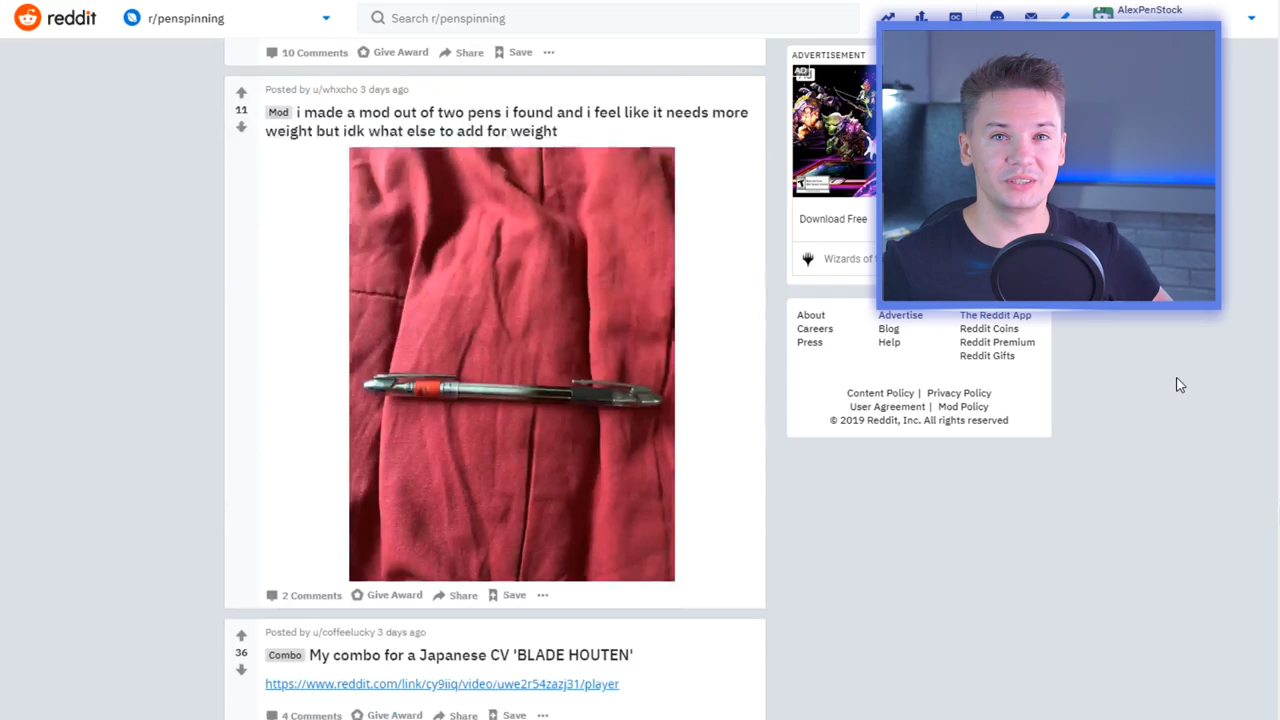 reddit
r/penspinning
Search r/penspinning
AlexPenStock
10 Comments Give Award Share Save
ADVERTISEMENT
11
Posted by u/whxcho 3 days ago
Mod i made a mod out of two pens i found and i feel like it needs more
weight but idk what else to add for weight
AD
Download Free
Wizards of
About Advertise The Reddit App
Careers Blog Reddit Coins
Press Help Reddit Premium
Reddit Gifts
Content Policy | Privacy Policy
User Agreement | Mod Policy
© 2019 Reddit, Inc. All rights reserved
2 Comments Give Award Share Save
Posted by u/coffeelucky 3 days ago
36
Combo My combo for a Japanese CV 'BLADE HOUTEN'
https://www.reddit.com/link/cy9iiq/video/uwe2r54zazj31/player
4 Comments Give Award Share Save